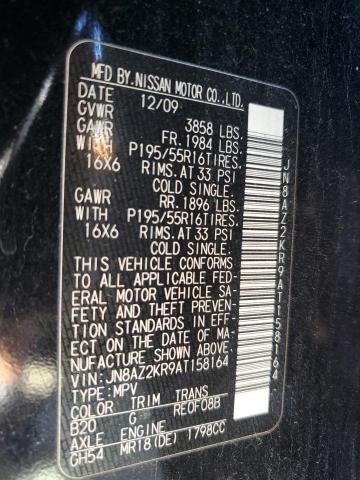 MFD BY. NISSAN MOTOR CO., LTD.
DATE 12/09
GVWR 3858 LBS.
GAWR FR. 1984 LBS.
WITH P195/55R16TIRES.
16X6 RIMS. AT 33 PSI
COLD SINGLE.
GAWR RR. 1896 LBS.
WITH P195/55R16TIRES.
16X6 RIMS. AT 33 PSI
COLD SINGLE.
THIS VEHICLE CONFORMS
TO ALL APPLICABLE FED-
ERAL MOTOR VEHICLE SA-
FETY AND THEFT PREVEN-
TION STANDARDS IN EFF-
ECT ON THE DATE OF MA-
NUFACTURE SHOWN ABOVE.
VIN:JN8AZ2KR9AT158164
TYPE:MPV
COLOR TRIM TRANS
B20 G RE0F08B
AXLE ENGINE
GH54 MR18(DE) 1798CC
JN8AZ2KR9AT158164.